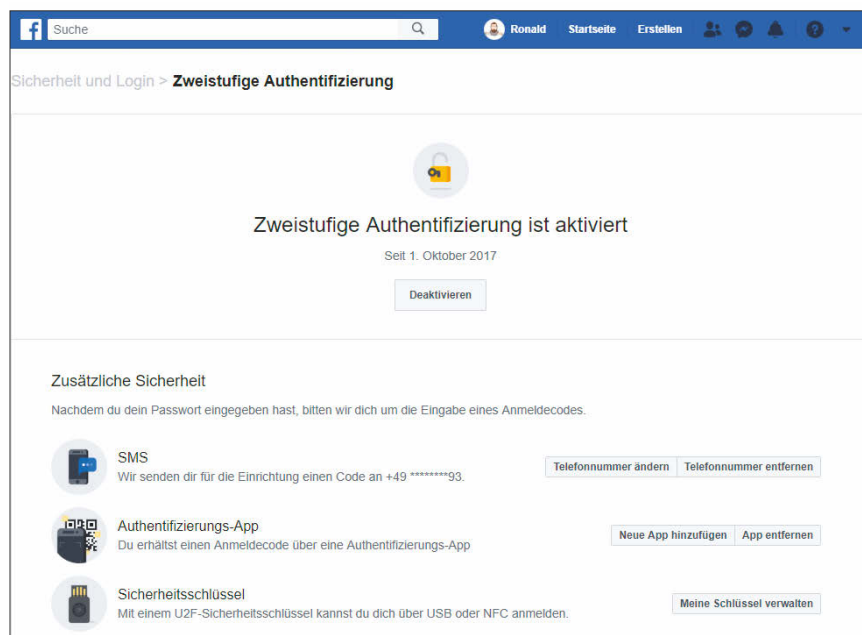 f Suche Ronald Startseite Erstellen ?
Sicherheit und Login > Zweistufige Authentifizierung
Zweistufige Authentifizierung ist aktiviert
Seit 1. Oktober 2017
Deaktivieren
Zusätzliche Sicherheit
Nachdem du dein Passwort eingegeben hast, bitten wir dich um die Eingabe eines Anmeldecodes.
SMS
Wir senden dir für die Einrichtung einen Code an +49 ********93.
Telefonnummer ändern Telefonnummer entfernen
Authentifizierungs-App
Du erhältst einen Anmeldecode über eine Authentifizierungs-App
Neue App hinzufügen App entfernen
Sicherheitsschlüssel
Mit einem U2F-Sicherheitsschlüssel kannst du dich über USB oder NFC anmelden.
Meine Schlüssel verwalten